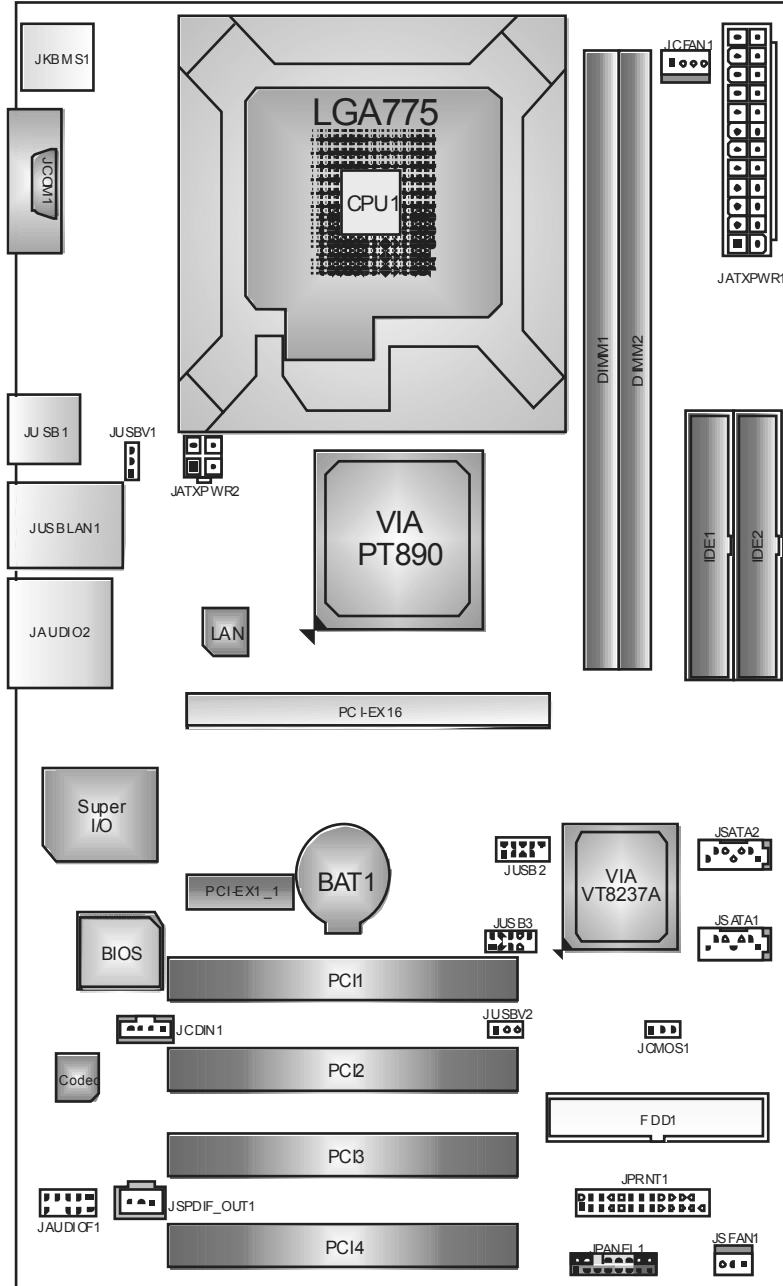 JKBMS1
JCFAN1
LGA775
CPU1
JCOM1
JATXPWR1
DIMM1
DIMM2
JUSB1
JUSBV1
JATXPWR2
JUSBLAN1
VIA
PT890
IDE1
IDE2
JAUDIO2
LAN
PCI-EX16
Super
I/O
JSATA2
JUSB2
VIA
VT8237A
PCI-EX1_1
BAT1
JUSB3
JSATA1
BIOS
PCI1
JUSBV2
JCDIN1
JCMOS1
PCI2
Codec
FDD1
PCI3
JPRNT1
JSPDIF_OUT1
JAUDIOF1
JSFAN1
JPANEL1
PCI4